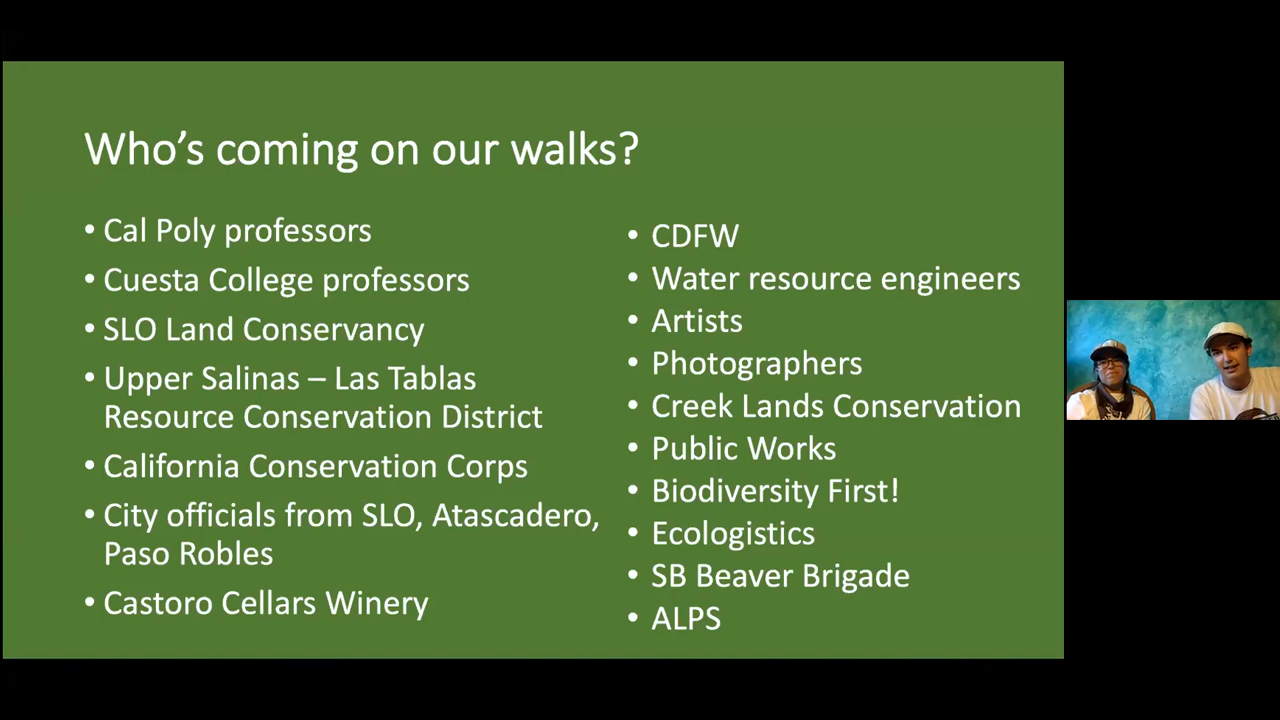 Who's coming on our walks?
• Cal Poly professors
• Cuesta College professors
• SLO Land Conservancy
• Upper Salinas – Las Tablas
Resource Conservation District
• California Conservation Corps
• City officials from SLO, Atascadero,
Paso Robles
• Castoro Cellars Winery
• CDFW
• Water resource engineers
• Artists
• Photographers
• Creek Lands Conservation
• Public Works
• Biodiversity First!
• Ecologistics
• SB Beaver Brigade
• ALPS